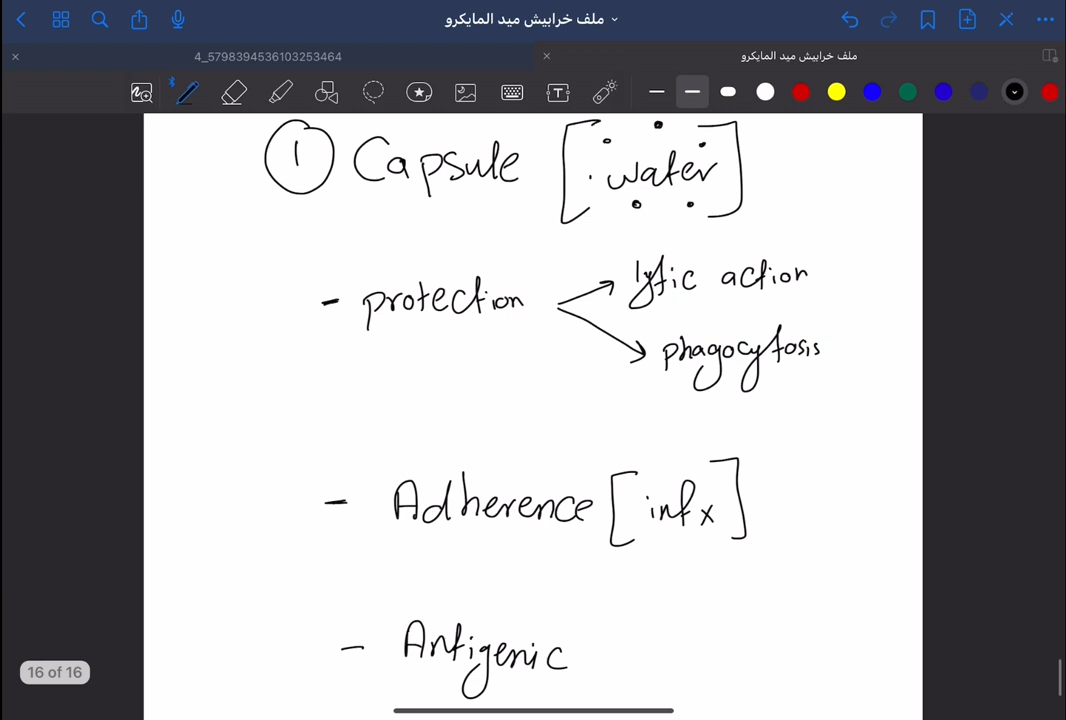 ملف خرابيش ميد المايكرو
4_5798394536103253464
ملف خرابيش ميد المايكرو
① Capsule [water]
- protection → lytic action
→ phagocytosis
- Adherence [infx]
- Antigenic
16 of 16